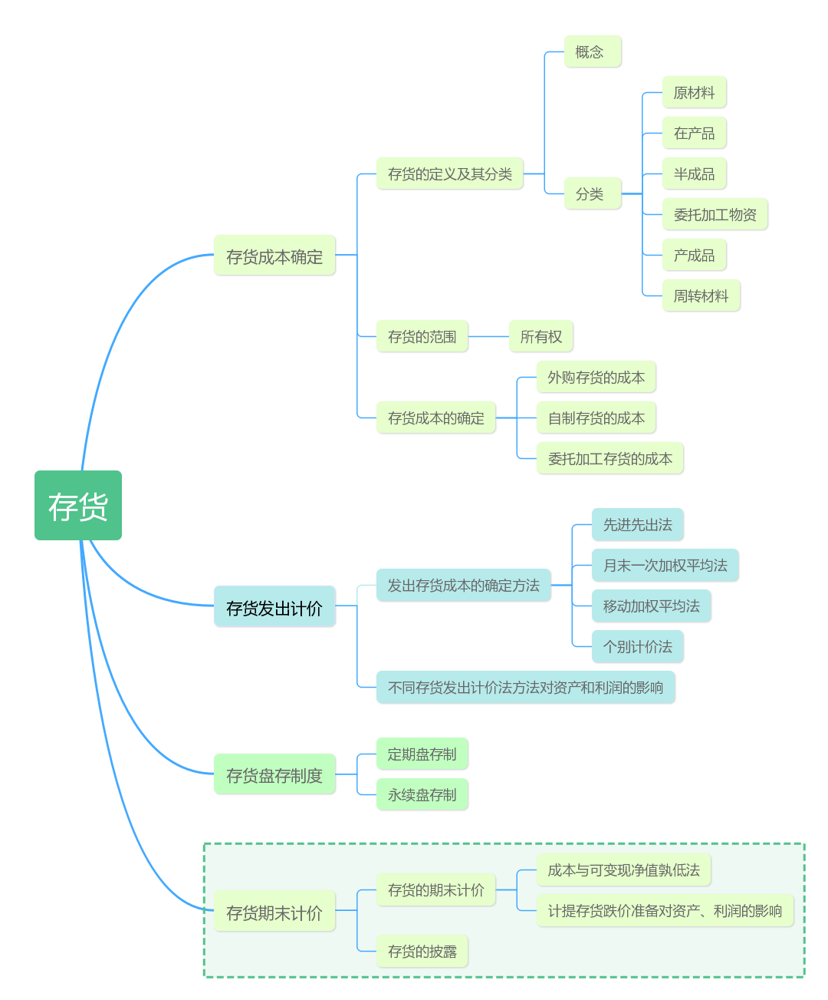 存货
存货成本确定
存货的定义及其分类
概念
分类
原材料
在产品
半成品
委托加工物资
产成品
周转材料
存货的范围
所有权
存货成本的确定
外购存货的成本
自制存货的成本
委托加工存货的成本
存货发出计价
发出存货成本的确定方法
先进先出法
月末一次加权平均法
移动加权平均法
个别计价法
不同存货发出计价法方法对资产和利润的影响
存货盘存制度
定期盘存制
永续盘存制
存货期末计价
存货的期末计价
成本与可变现净值孰低法
计提存货跌价准备对资产、利润的影响
存货的披露